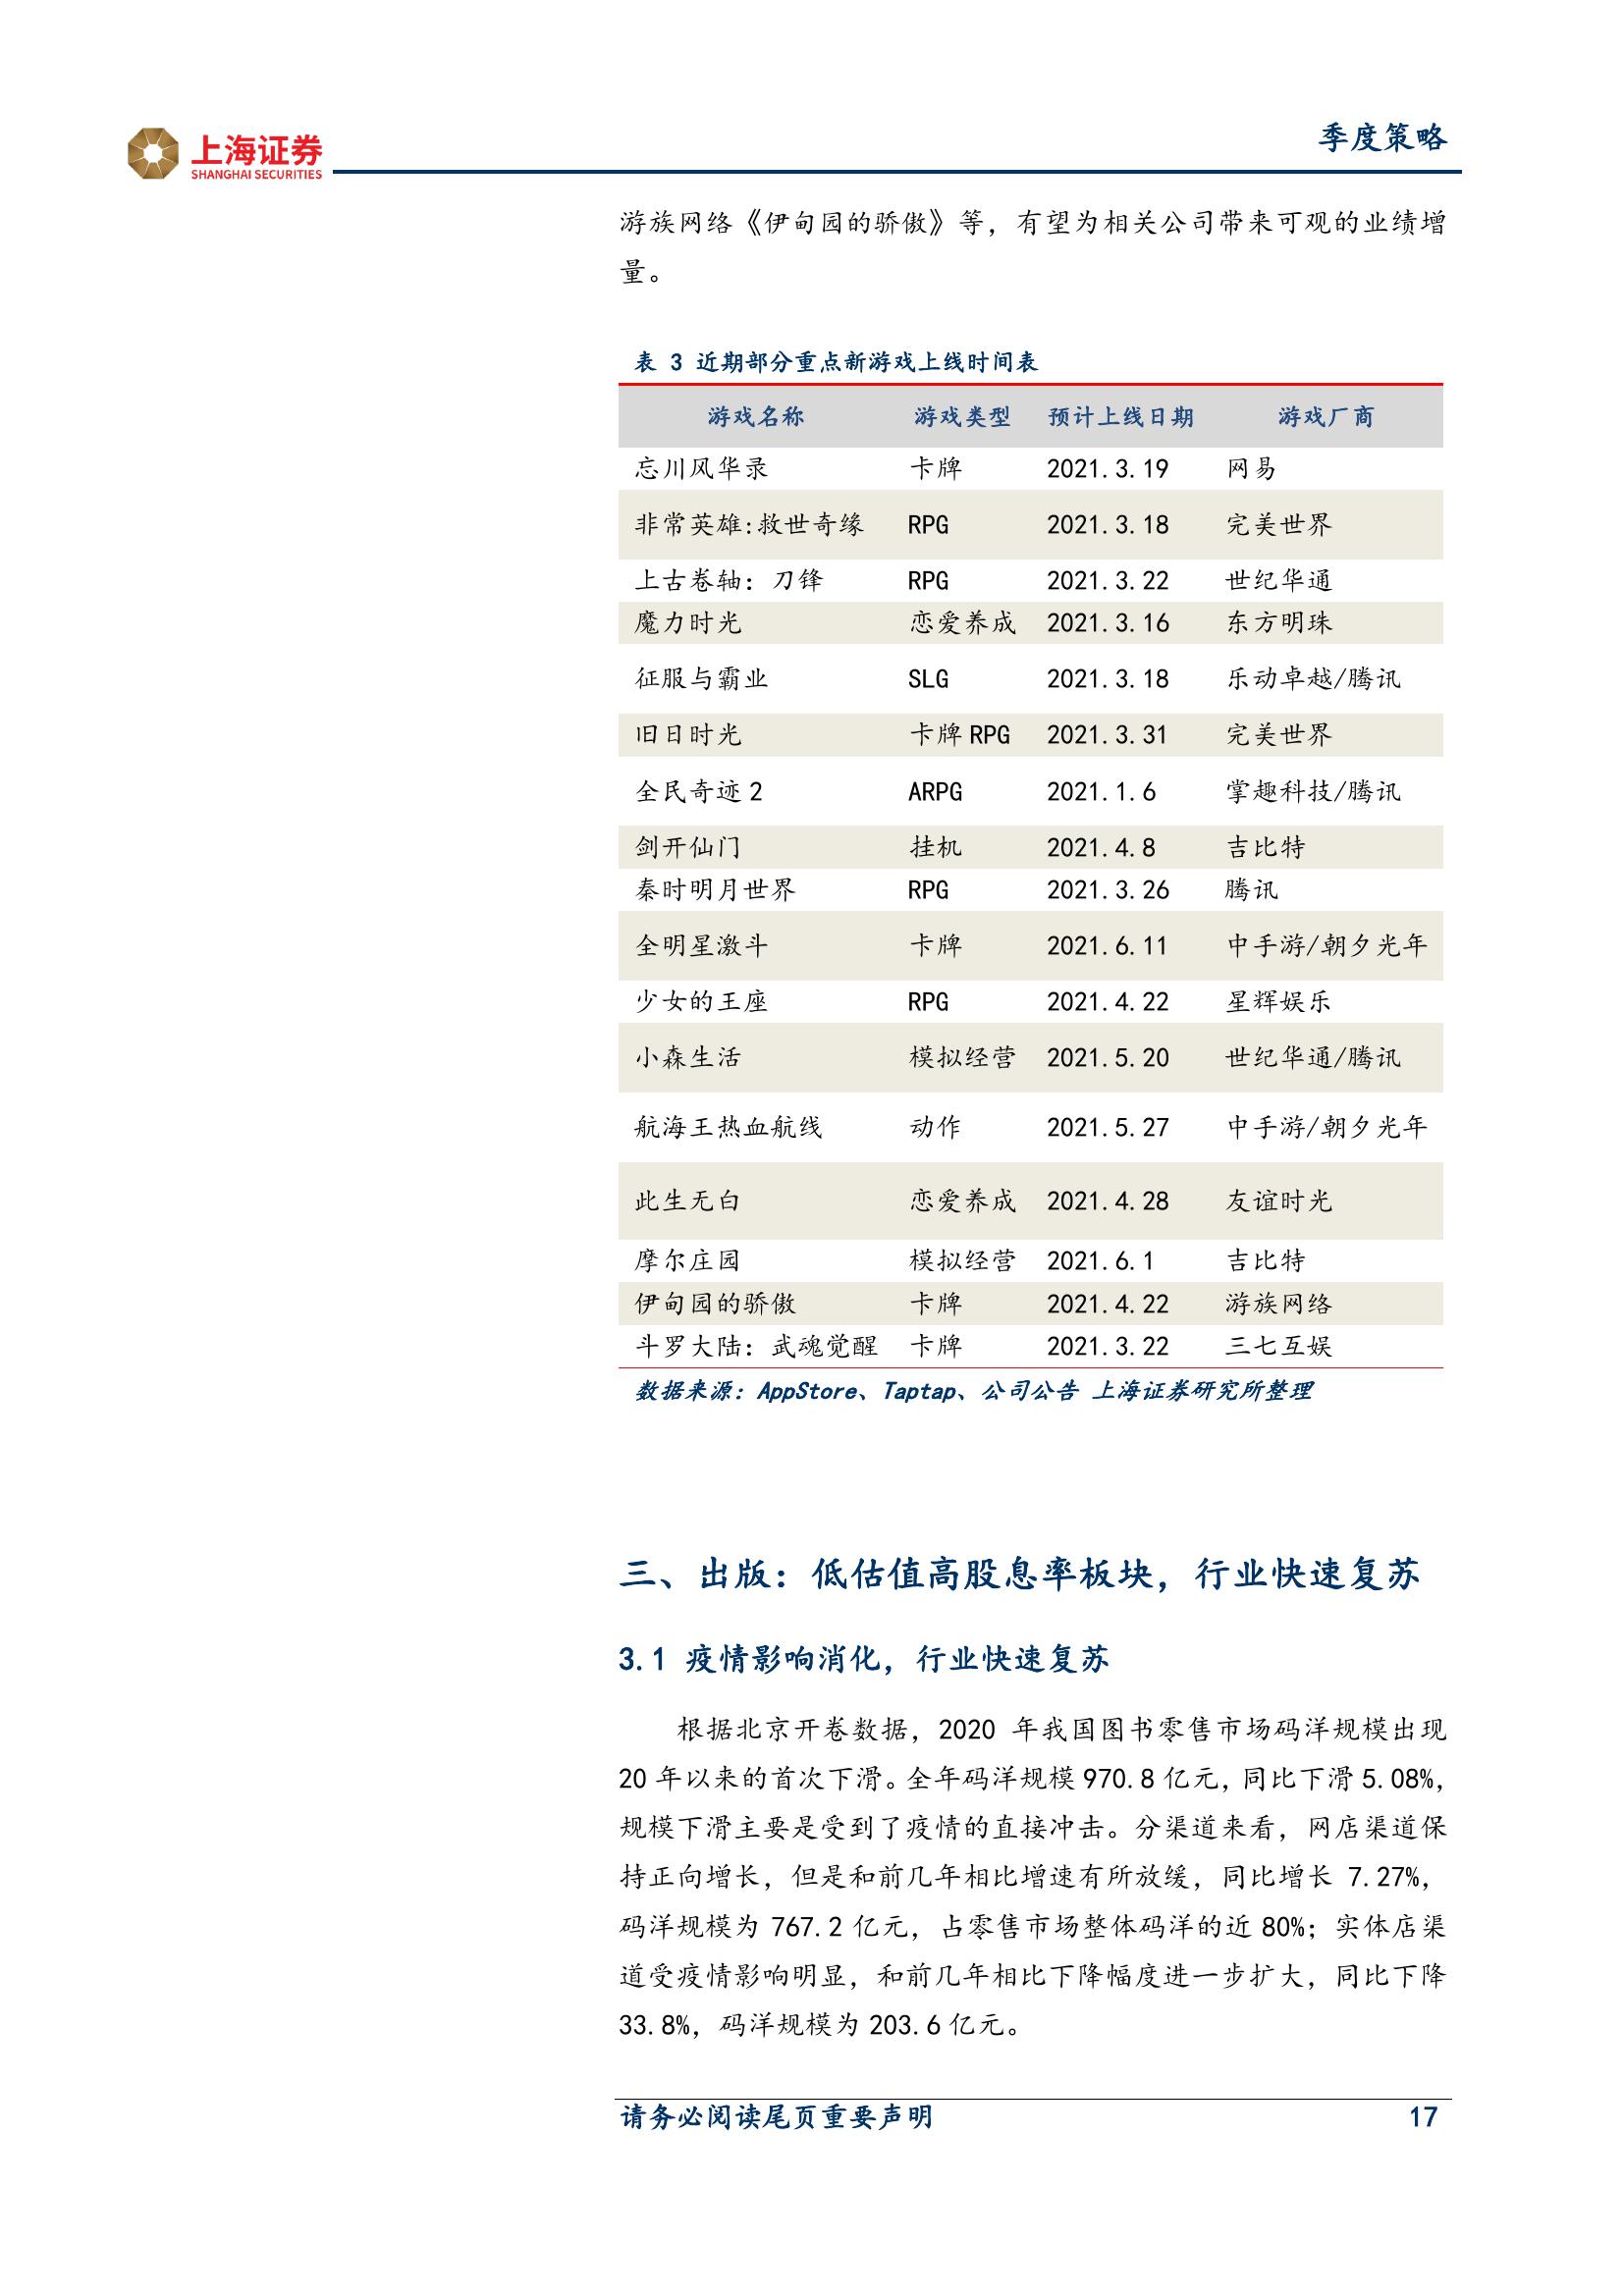 上海证券
SHANGHAI SECURITIES
季度策略
游族网络《伊甸园的骄傲》等，有望为相关公司带来可观的业绩增
量。
表 3 近期部分重点新游戏上线时间表
游戏名称 游戏类型 预计上线日期 游戏厂商
忘川风华录 卡牌 2021.3.19 网易
非常英雄:救世奇缘 RPG 2021.3.18 完美世界
上古卷轴：刀锋 RPG 2021.3.22 世纪华通
魔力时光 恋爱养成 2021.3.16 东方明珠
征服与霸业 SLG 2021.3.18 乐动卓越/腾讯
旧日时光 卡牌 RPG 2021.3.31 完美世界
全民奇迹 2 ARPG 2021.1.6 掌趣科技/腾讯
剑开仙门 挂机 2021.4.8 吉比特
秦时明月世界 RPG 2021.3.26 腾讯
全明星激斗 卡牌 2021.6.11 中手游/朝夕光年
少女的王座 RPG 2021.4.22 星辉娱乐
小森生活 模拟经营 2021.5.20 世纪华通/腾讯
航海王热血航线 动作 2021.5.27 中手游/朝夕光年
此生无白 恋爱养成 2021.4.28 友谊时光
摩尔庄园 模拟经营 2021.6.1 吉比特
伊甸园的骄傲 卡牌 2021.4.22 游族网络
斗罗大陆：武魂觉醒 卡牌 2021.3.22 三七互娱
数据来源：AppStore、Taptap、公司公告 上海证券研究所整理
三、出版：低估值高股息率板块，行业快速复苏
3.1 疫情影响消化，行业快速复苏
根据北京开卷数据，2020 年我国图书零售市场码洋规模出现
20 年以来的首次下滑。全年码洋规模 970.8 亿元，同比下滑 5.08%，
规模下滑主要是受到了疫情的直接冲击。分渠道来看，网店渠道保
持正向增长，但是和前几年相比增速有所放缓，同比增长 7.27%，
码洋规模为 767.2 亿元，占零售市场整体码洋的近 80%；实体店渠
道受疫情影响明显，和前几年相比下降幅度进一步扩大，同比下降
33.8%，码洋规模为 203.6 亿元。
请务必阅读尾页重要声明 17